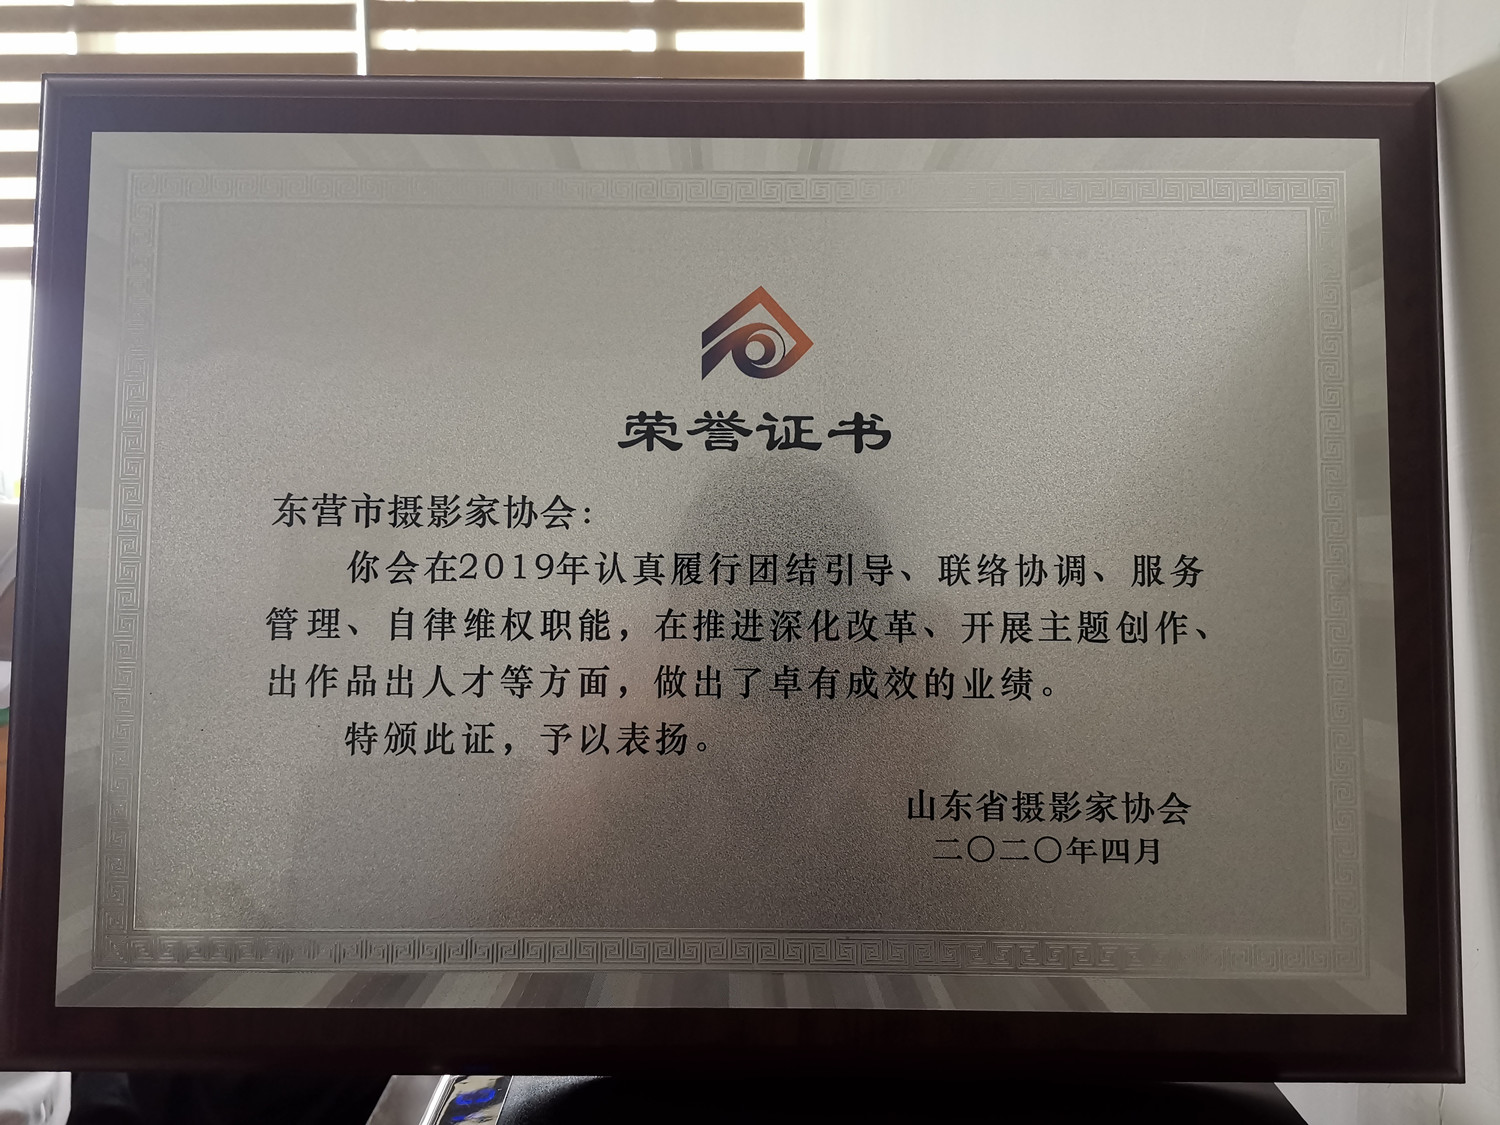 荣誉证书
东营市摄影家协会：
你会在2019年认真履行团结引导、联络协调、服务
管理、自律维权职能，在推进深化改革、开展主题创作、
出作品出人才等方面，做出了卓有成效的业绩。
特颁此证，予以表扬。
山东省摄影家协会
二〇二〇年四月